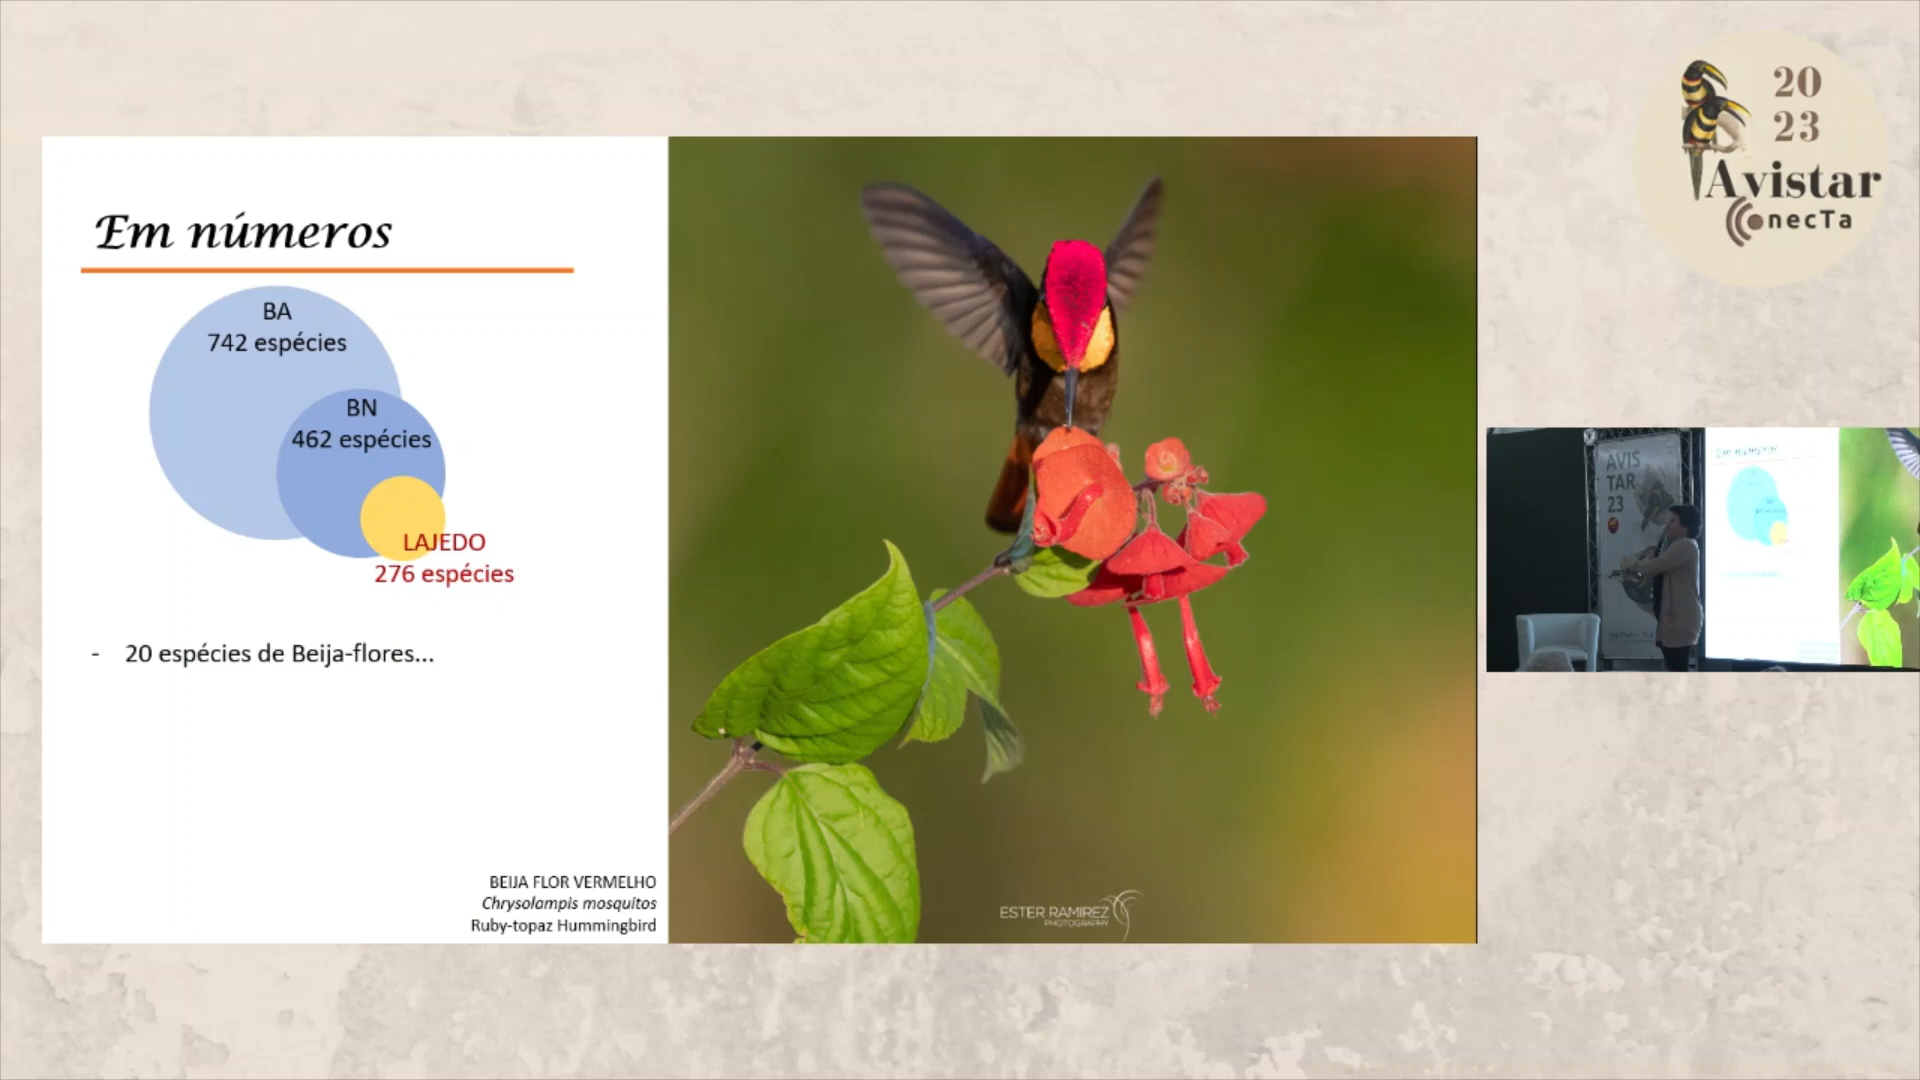 Em números
BA
742 espécies
BN
462 espécies
LAJEDO
276 espécies
- 20 espécies de Beija-flores...
BEIJA FLOR VERMELHO
Chrysolampis mosquitos
Ruby-topaz Hummingbird
ESTER RAMIREZ
PHOTOGRAPHY
20
23
Avistar
ConecTa
AVIS
TAR
23